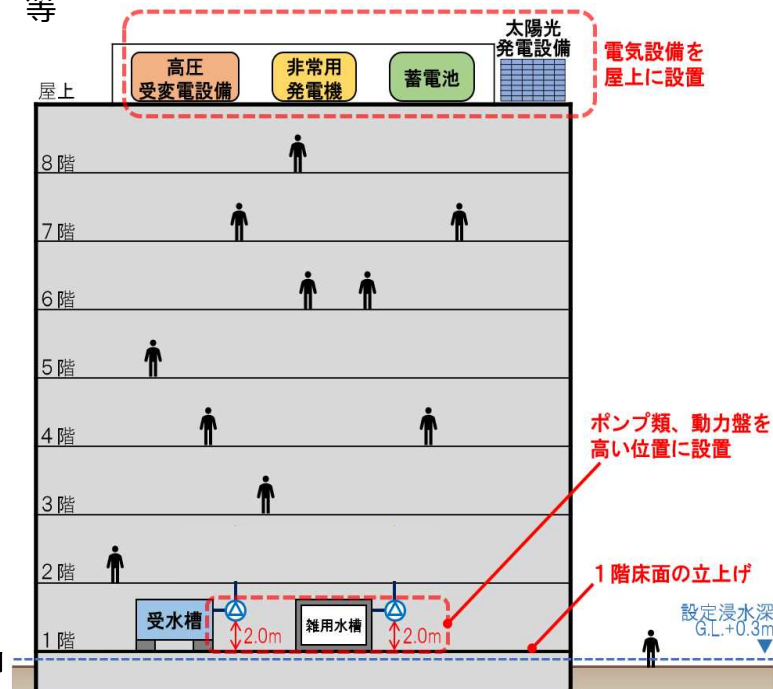 等
太陽光
発電設備
高圧
受変電設備
非常用
発電機
蓄電池
電気設備を
屋上に設置
屋上
8階
7階
6階
5階
4階
ポンプ類、動力盤を
高い位置に設置
3階
2階
1階床面の立上げ
受水槽
2.0m
雑用水槽
2.0m
設定浸水深
G.L.+0.3m
1階